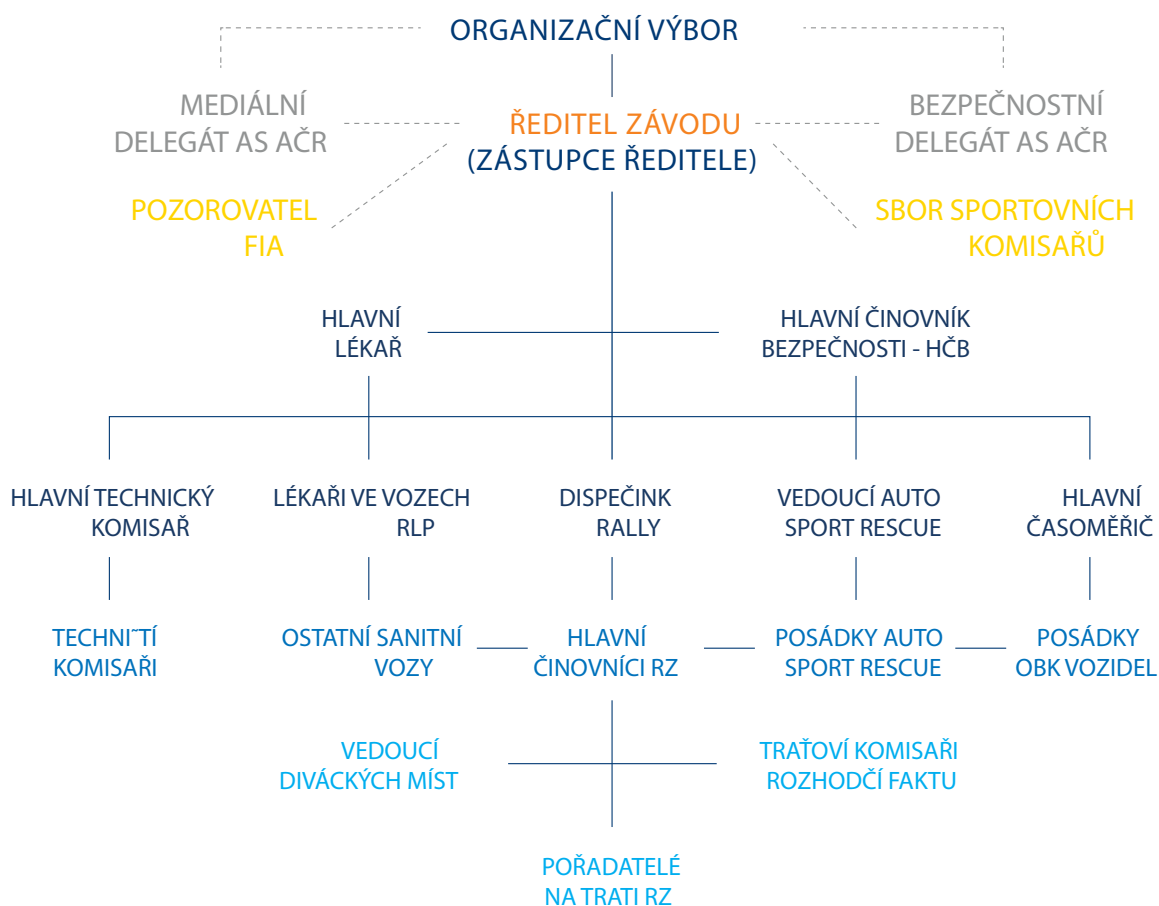 ORGANIZAČNÍ VÝBOR
MEDIÁLNÍ
DELEGÁT AS AČR
ŘEDITEL ZÁVODU
(ZÁSTUPCE ŘEDITELE)
BEZPEČNOSTNÍ
DELEGÁT AS AČR
POZOROVATEL
FIA
SBOR SPORTOVNÍCH
KOMISAŘŮ
HLAVNÍ
LÉKAŘ
HLAVNÍ ČINOVNÍK
BEZPEČNOSTI - HČB
HLAVNÍ TECHNICKÝ
KOMISAŘ
LÉKAŘI VE VOZECH
RLP
DISPEČINK
RALLY
VEDOUCÍ AUTO
SPORT RESCUE
HLAVNÍ
ČASOMĚŘIČ
TECHNI˜TÍ
KOMISAŘI
OSTATNÍ SANITNÍ
VOZY
HLAVNÍ
ČINOVNÍCI RZ
POSÁDKY AUTO
SPORT RESCUE
POSÁDKY
OBK VOZIDEL
VEDOUCÍ
DIVÁCKÝCH MÍST
TRAŤOVÍ KOMISAŘI
ROZHODČÍ FAKTU
POŘADATELÉ
NA TRATI RZ